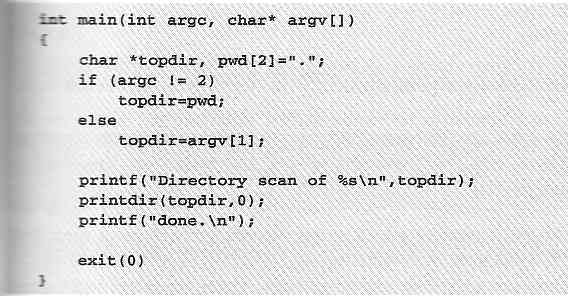 int main(int argc, char* argv[])
{
    char *topdir, pwd[2]=".";
    if (argc != 2)
        topdir=pwd;
    else
        topdir=argv[1];

    printf("Directory scan of %s\n",topdir);
    printdir(topdir,0);
    printf("done.\n");

    exit(0)
}